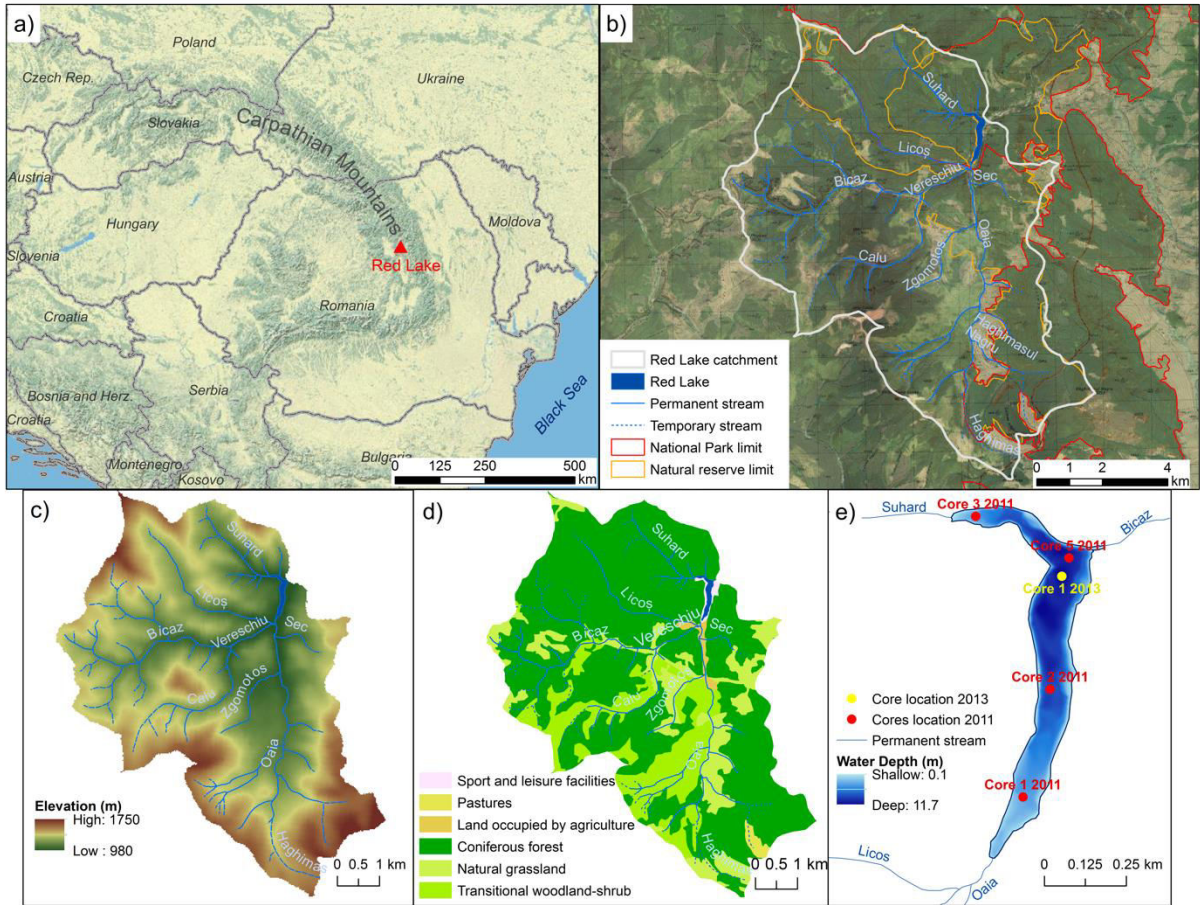 a)
Poland
Czech Rep.
Ukraine
Slovakia
Carpathian Mountains
Austria
Hungary
Moldova
Slovenia
Red Lake
Romania
Croatia
Serbia
Bosnia and Herz.
Croatia
Black Sea
Montenegro
Kosovo
Bulgaria
0 125 250 500
km
b)
Suhard
Licoș
Bicaz
Vereschiu
Sec
Oaia
Calu
Zgomotos
Haghimasul
Negru
Haghimas
Red Lake catchment
Red Lake
Permanent stream
Temporary stream
National Park limit
Natural reserve limit
0 1 2 4
km
c)
Suhard
Licoș
Bicaz
Vereschiu
Sec
Calu
Zgomotos
Oaia
Haghimas
Elevation (m)
High: 1750
Low : 980
0 0.5 1 km
d)
Suhard
Licoș
Bicaz
Vereschiu
Sec
Calu
Zgomotos
Oaia
Sport and leisure facilities
Pastures
Land occupied by agriculture
Coniferous forest
Natural grassland
Transitional woodland-shrub
0 0.5 1 km
e)
Core 3 2011
Suhard
Bicaz
Core 5 2011
Core 1 2013
Core 2 2011
Core location 2013
Cores location 2011
Permanent stream
Water Depth (m)
Shallow: 0.1
Deep: 11.7
Core 1 2011
Licos
Oaia
0 0.125 0.25
km